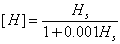 [H] = H_s / (1 + 0.001H_s)